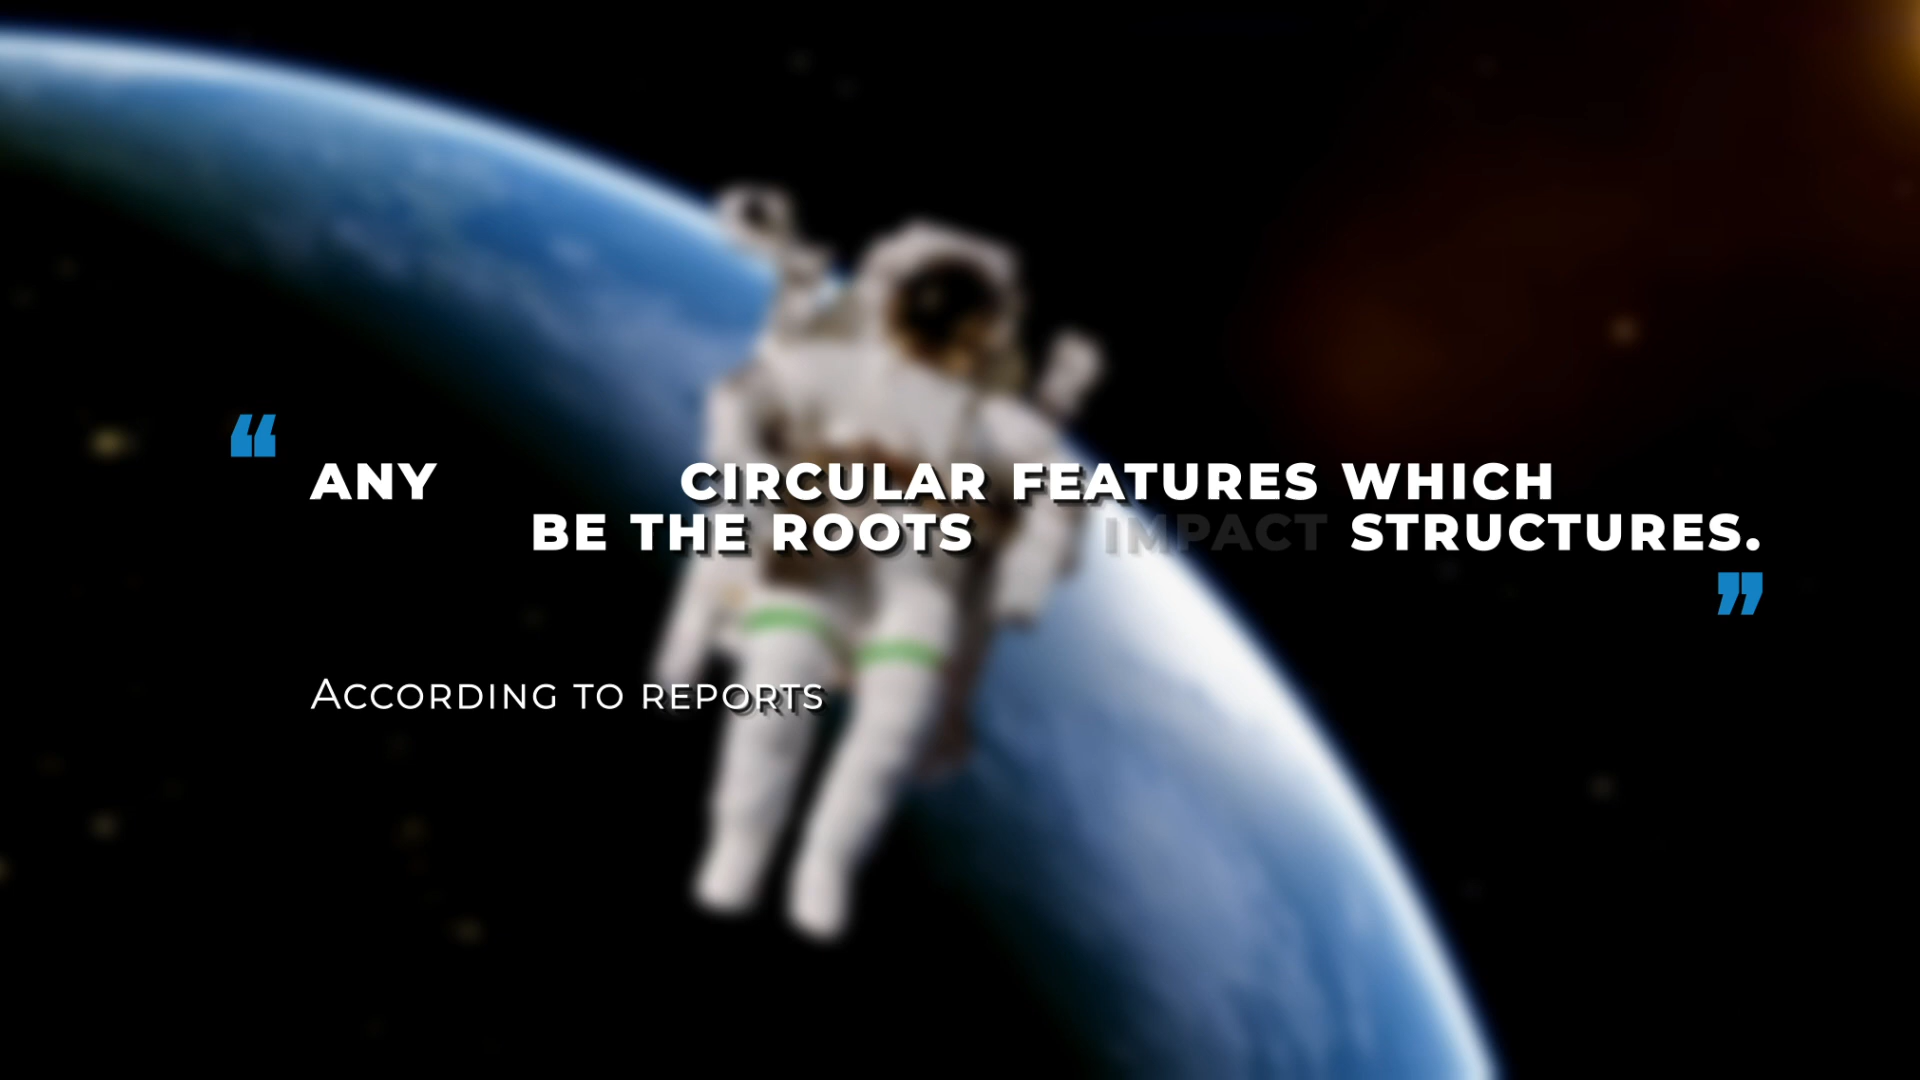 “ ANY CIRCULAR FEATURES WHICH
BE THE ROOTS IMPACT STRUCTURES. ”
ACCORDING TO REPORTS